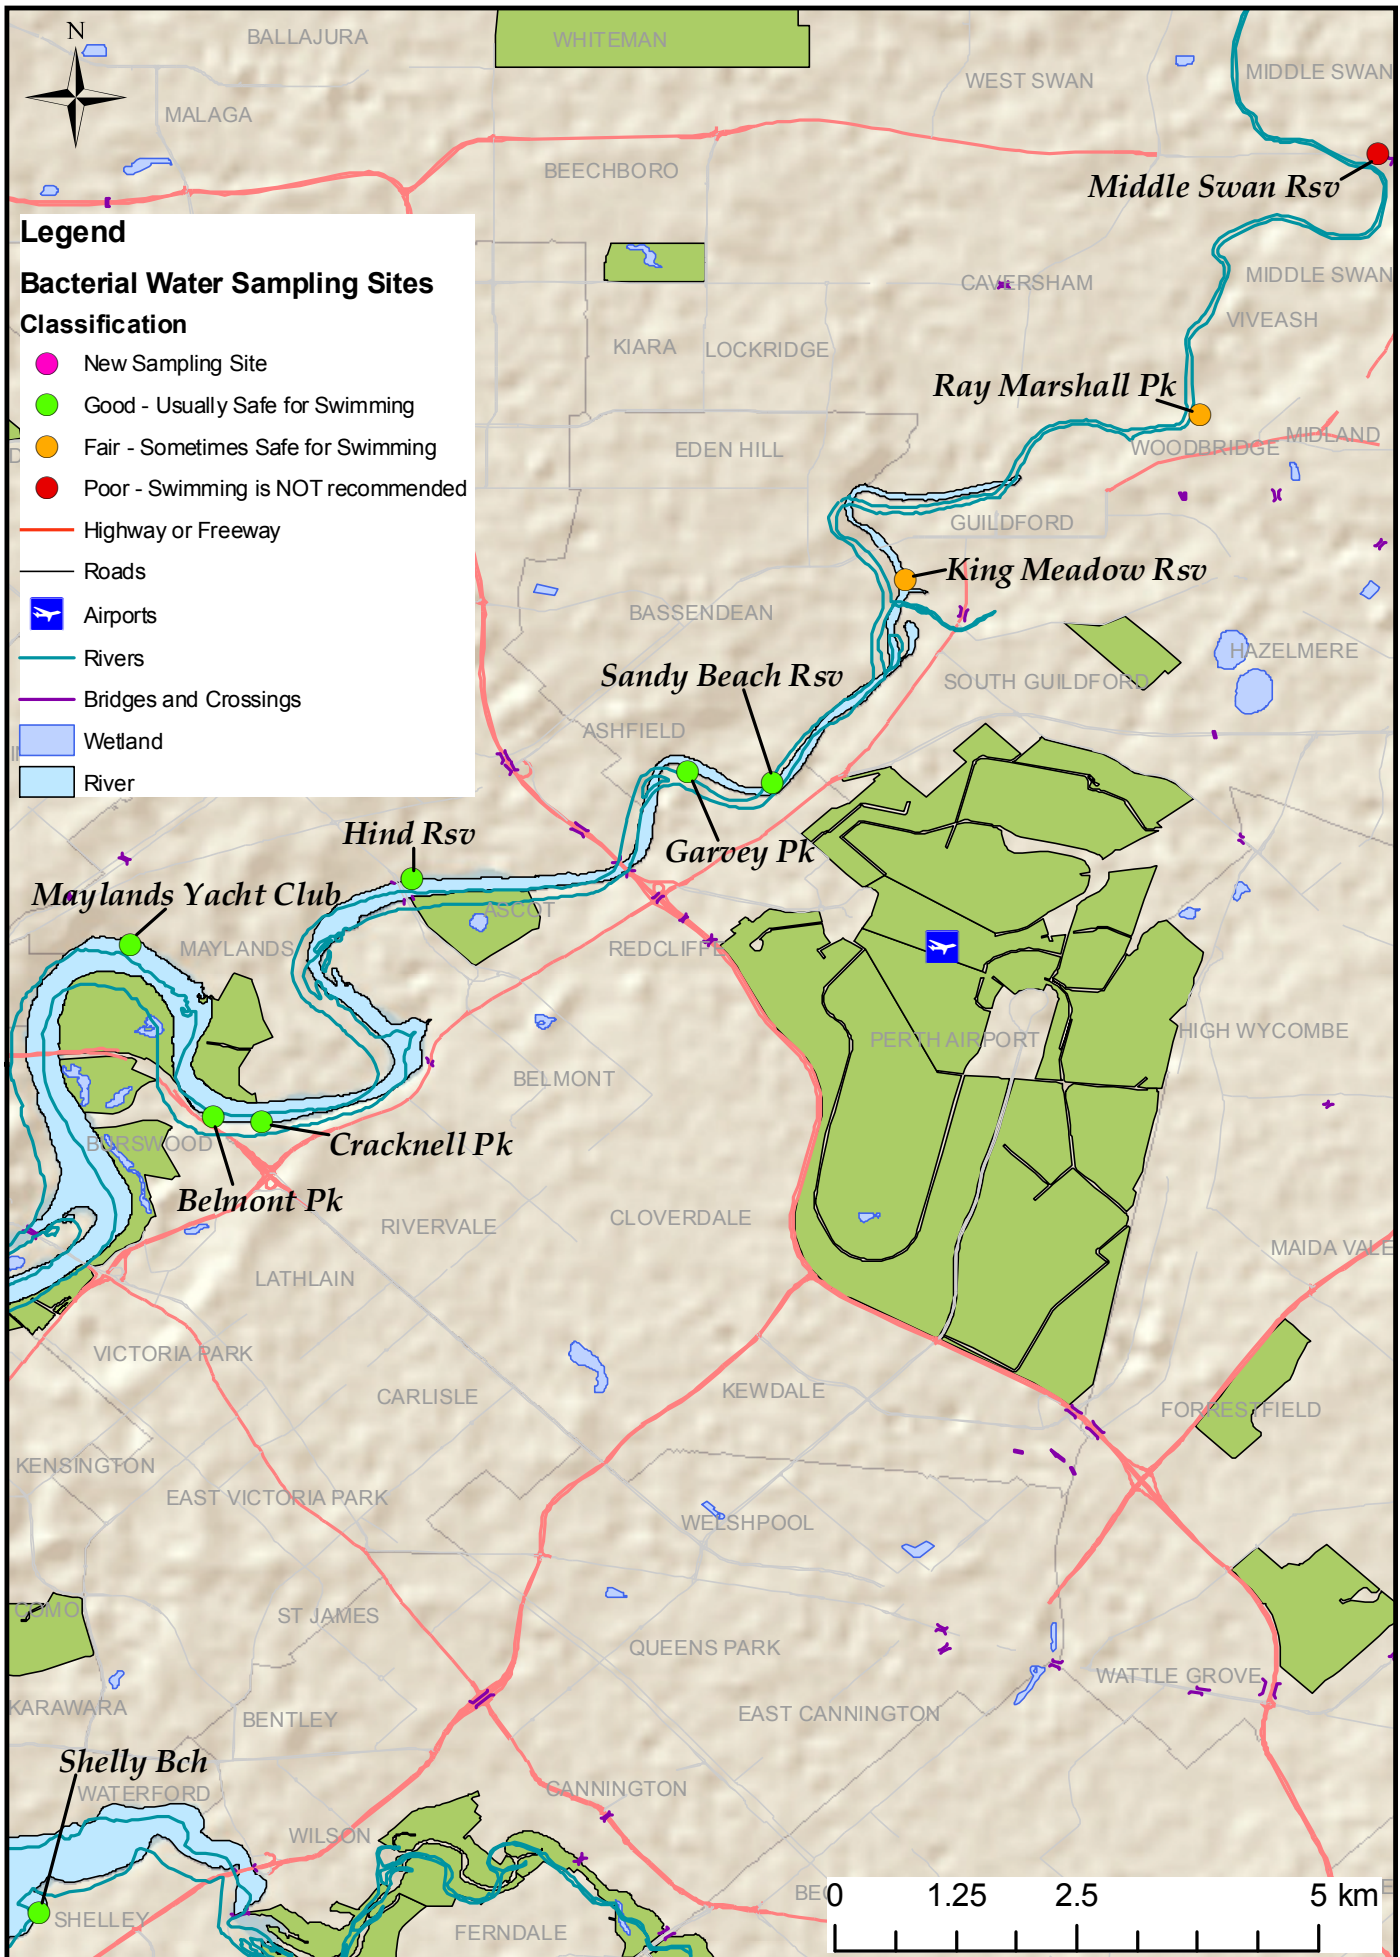 N
BALLAJURA
WHITEMAN
WEST SWAN
MIDDLE SWAN
MALAGA
BEECHBORO
Middle Swan Rsv
Legend
Bacterial Water Sampling Sites
Classification
New Sampling Site
Good - Usually Safe for Swimming
Fair - Sometimes Safe for Swimming
Poor - Swimming is NOT recommended
Highway or Freeway
Roads
Airports
Rivers
Bridges and Crossings
Wetland
River
CAVERSHAM
MIDDLE SWAN
VIVEASH
KIARA
LOCKRIDGE
Ray Marshall Pk
EDEN HILL
WOODBRIDGE
MIDLAND
GUILDFORD
King Meadow Rsv
BASSENDEAN
HAZELMERE
Sandy Beach Rsv
SOUTH GUILDFORD
ASHFIELD
Hind Rsv
Garvey Pk
Maylands Yacht Club
ASCOT
MAYLANDS
REDCLIFFE
PERTH AIRPORT
HIGH WYCOMBE
BELMONT
BURSWOOD
Cracknell Pk
Belmont Pk
RIVERVALE
CLOVERDALE
MAIDA VALE
LATHLAIN
VICTORIA PARK
CARLISLE
KEWDALE
FORRESTFIELD
KENSINGTON
EAST VICTORIA PARK
WELSHPOOL
COMO
ST JAMES
QUEENS PARK
WATTLE GROVE
KARAWARA
BENTLEY
EAST CANNINGTON
Shelly Bch
WATERFORD
CANNINGTON
WILSON
BEC
0 1.25 2.5 5 km
SHELLEY
FERNDALE